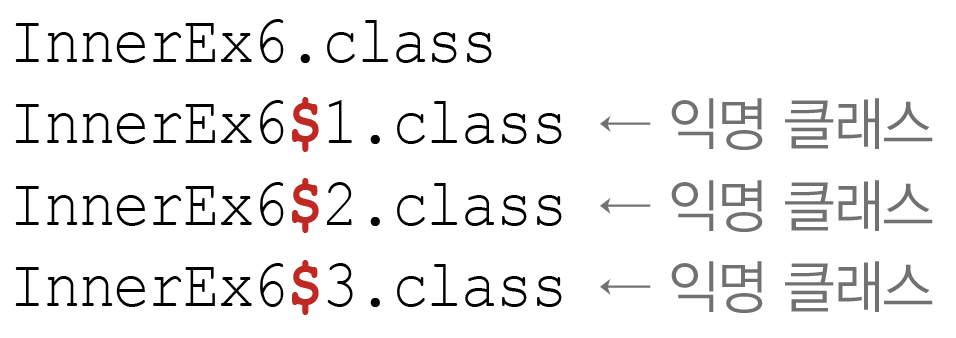 InnerEx6.class
InnerEx6$1.class ← 익명 클래스
InnerEx6$2.class ← 익명 클래스
InnerEx6$3.class ← 익명 클래스